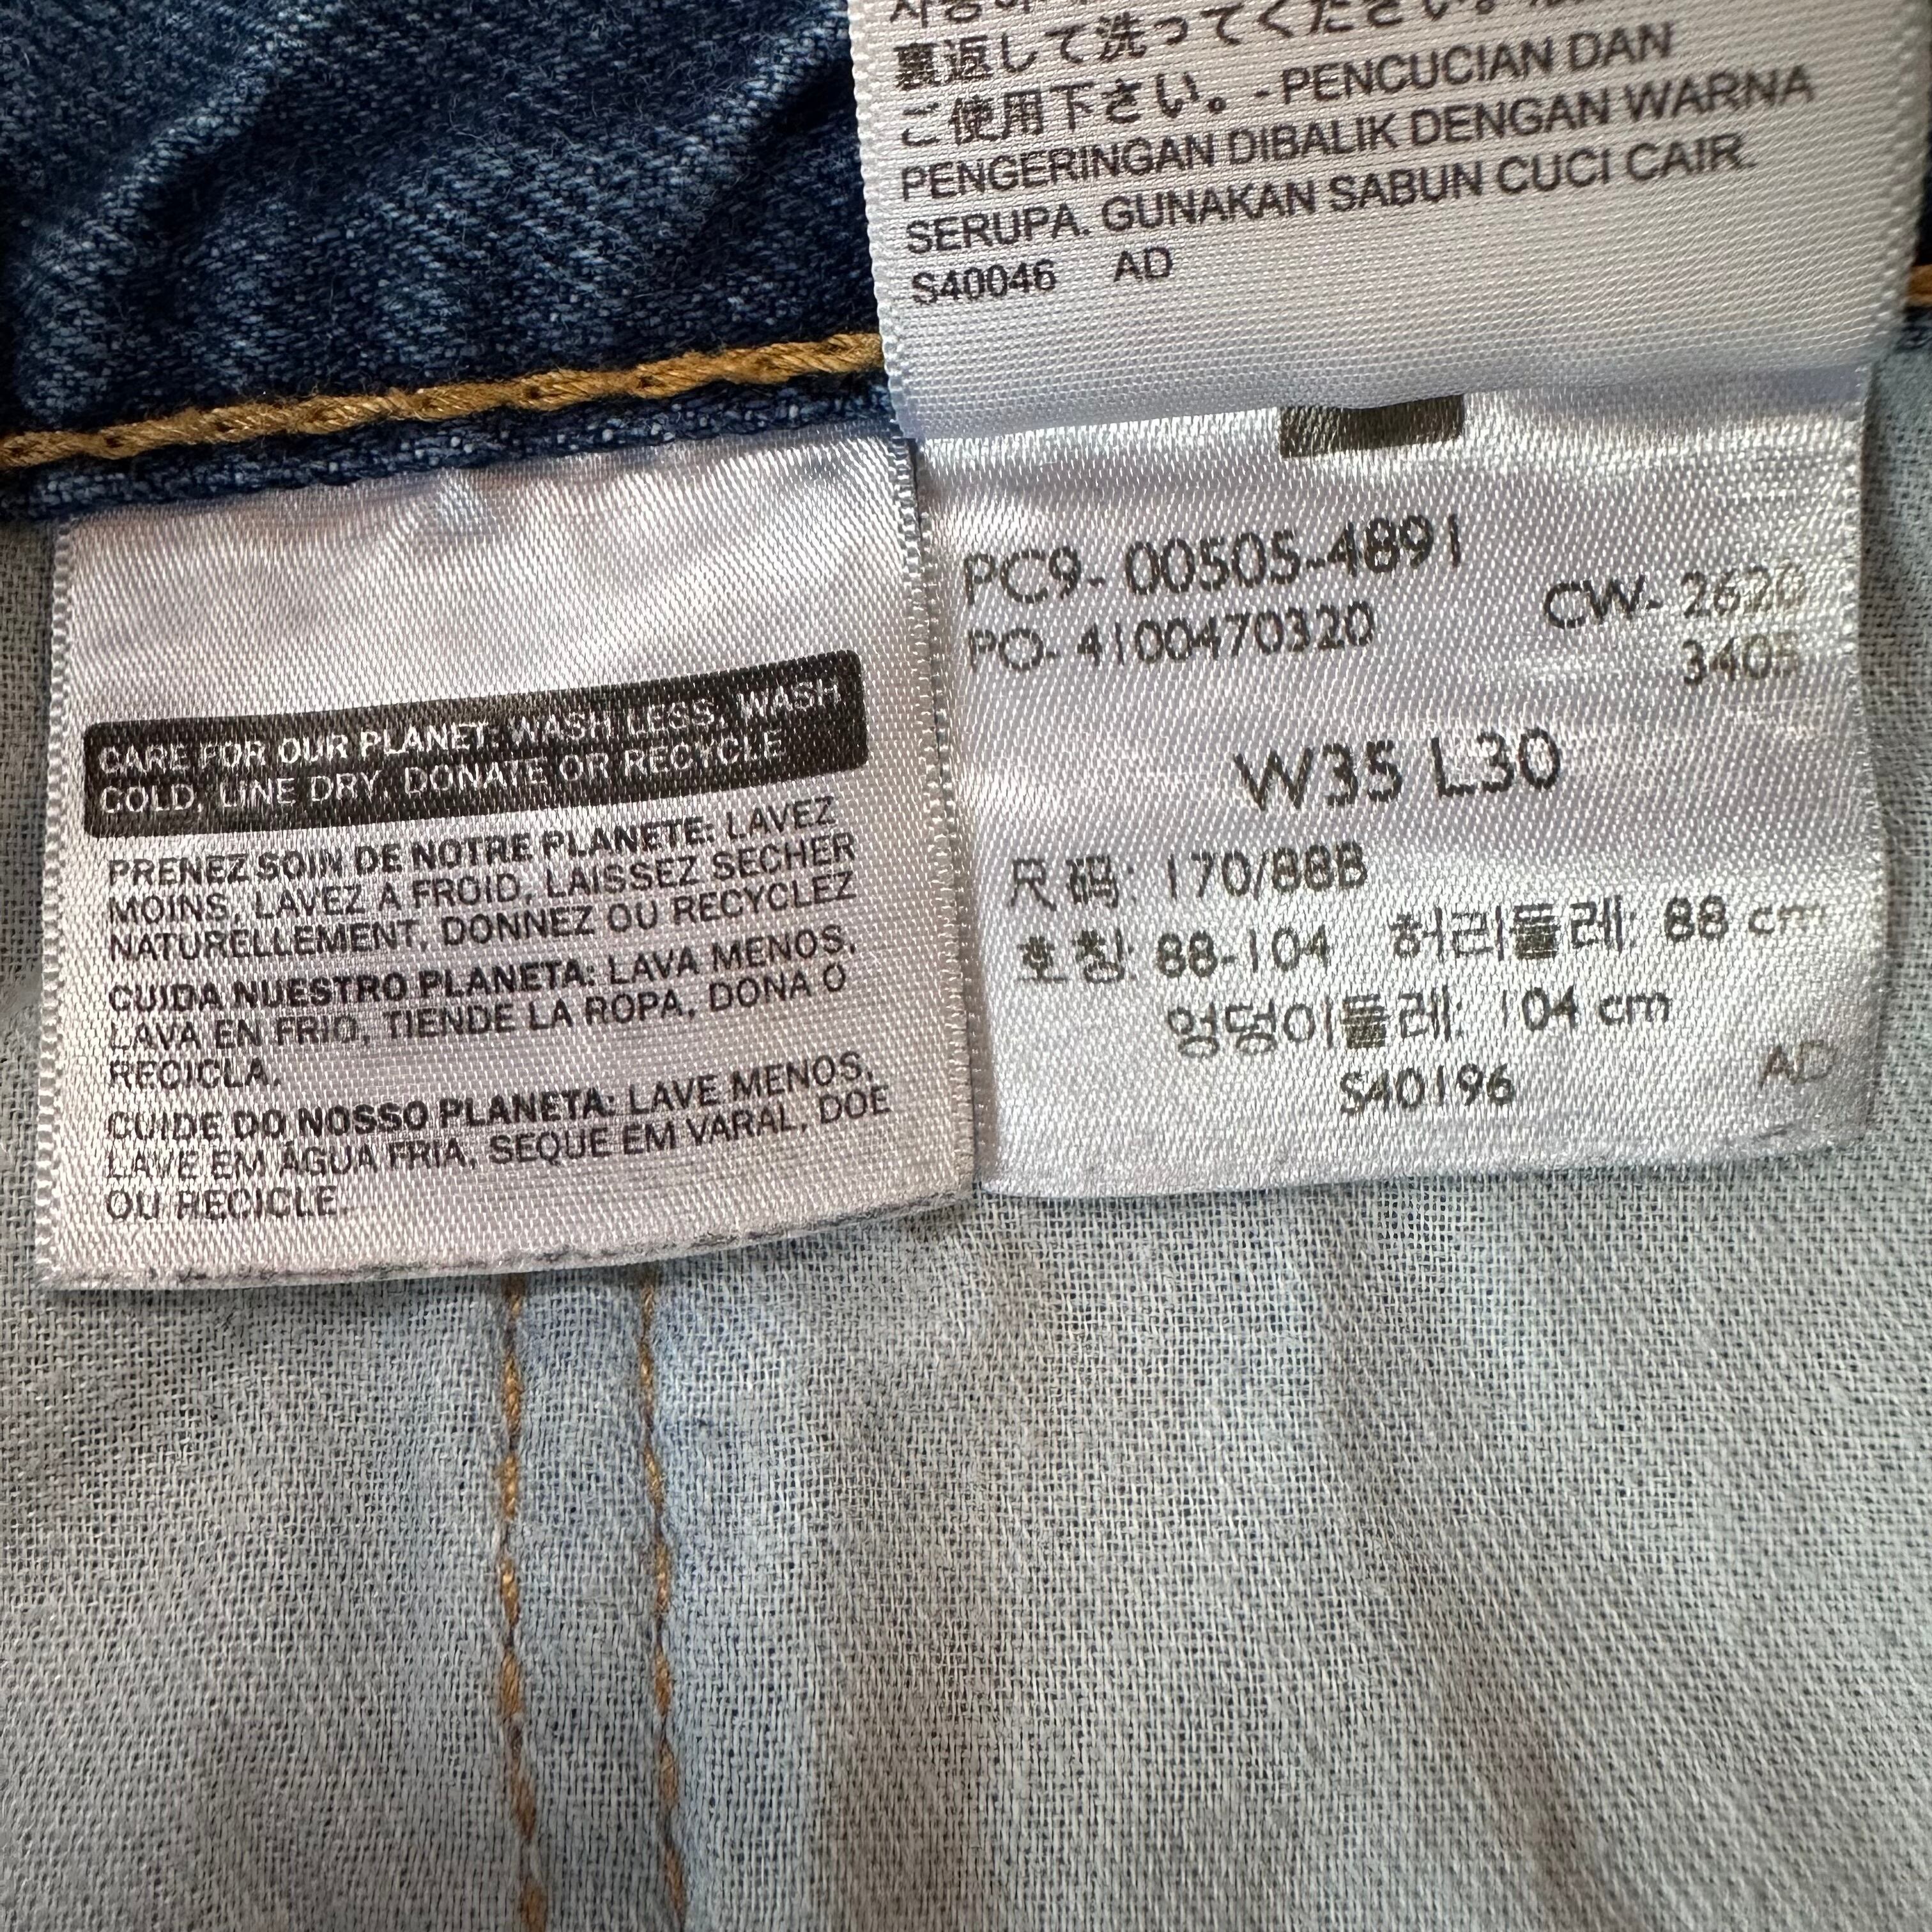 裏返して洗ってください。
ご使用下さい。-PENCUCIAN DAN
PENGERINGAN DIBALIK DENGAN WARNA
SERUPA. GUNAKAN SABUN CUCI CAIR.
S40046 AD
CARE FOR OUR PLANET: WASH LESS, WASH
COLD, LINE DRY, DONATE OR RECYCLE
PRENEZ SOIN DE NOTRE PLANETE: LAVEZ
MOINS, LAVEZ A FROID, LAISSEZ SECHER
NATURELLEMENT, DONNEZ OU RECYCLEZ
CUIDA NUESTRO PLANETA: LAVA MENOS,
LAVA EN FRIO, TIENDE LA ROPA, DONA O
RECICLA.
CUIDE DO NOSSO PLANETA: LAVE MENOS,
LAVE EM ÁGUA FRIA, SEQUE EM VARAL, DOE
OU RECICLE.
PC9- 00505-4891
PO- 4100470320 CW- 2620
3405
W35 L30
尺码: 170/88B
호칭: 88-104 허리둘레: 88 cm
엉덩이둘레: 104 cm
S40196 AD